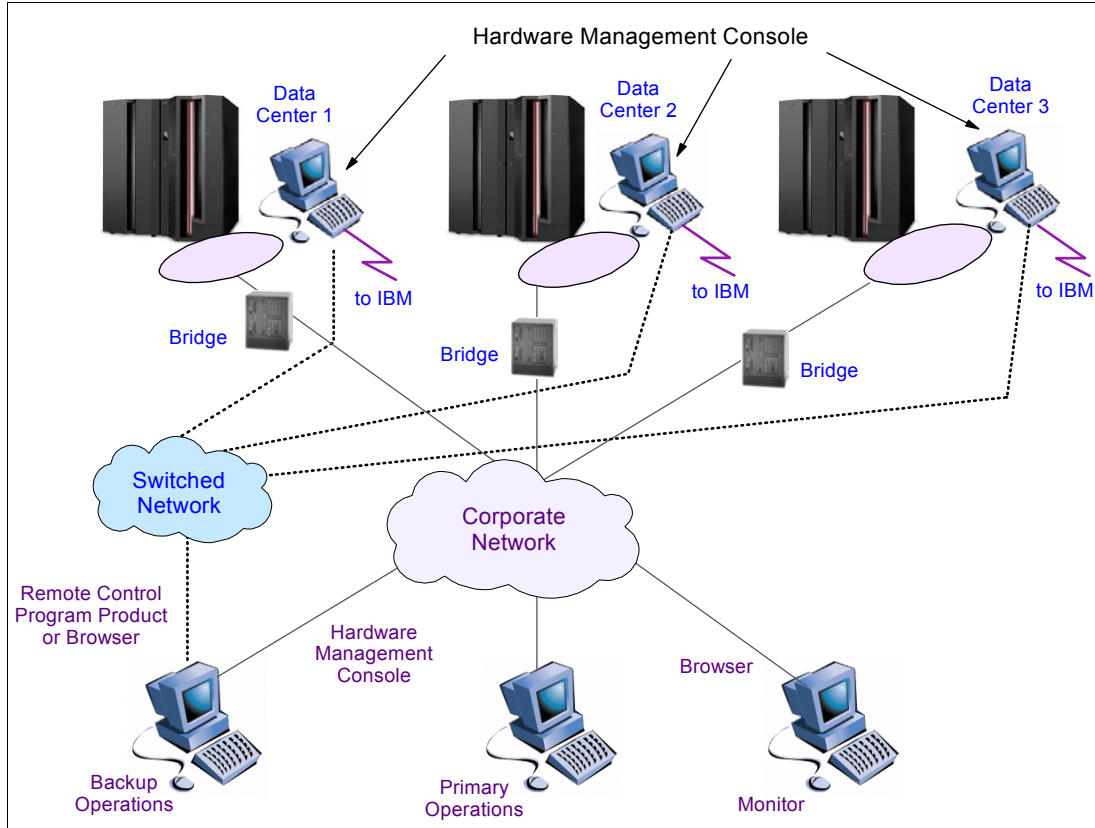 Hardware Management Console
Data
Center 1
Data
Center 2
Data
Center 3
to IBM
to IBM
to IBM
Bridge
Bridge
Bridge
Switched
Network
Corporate
Network
Remote Control
Program Product
or Browser
Hardware
Management
Console
Browser
Backup
Operations
Primary
Operations
Monitor